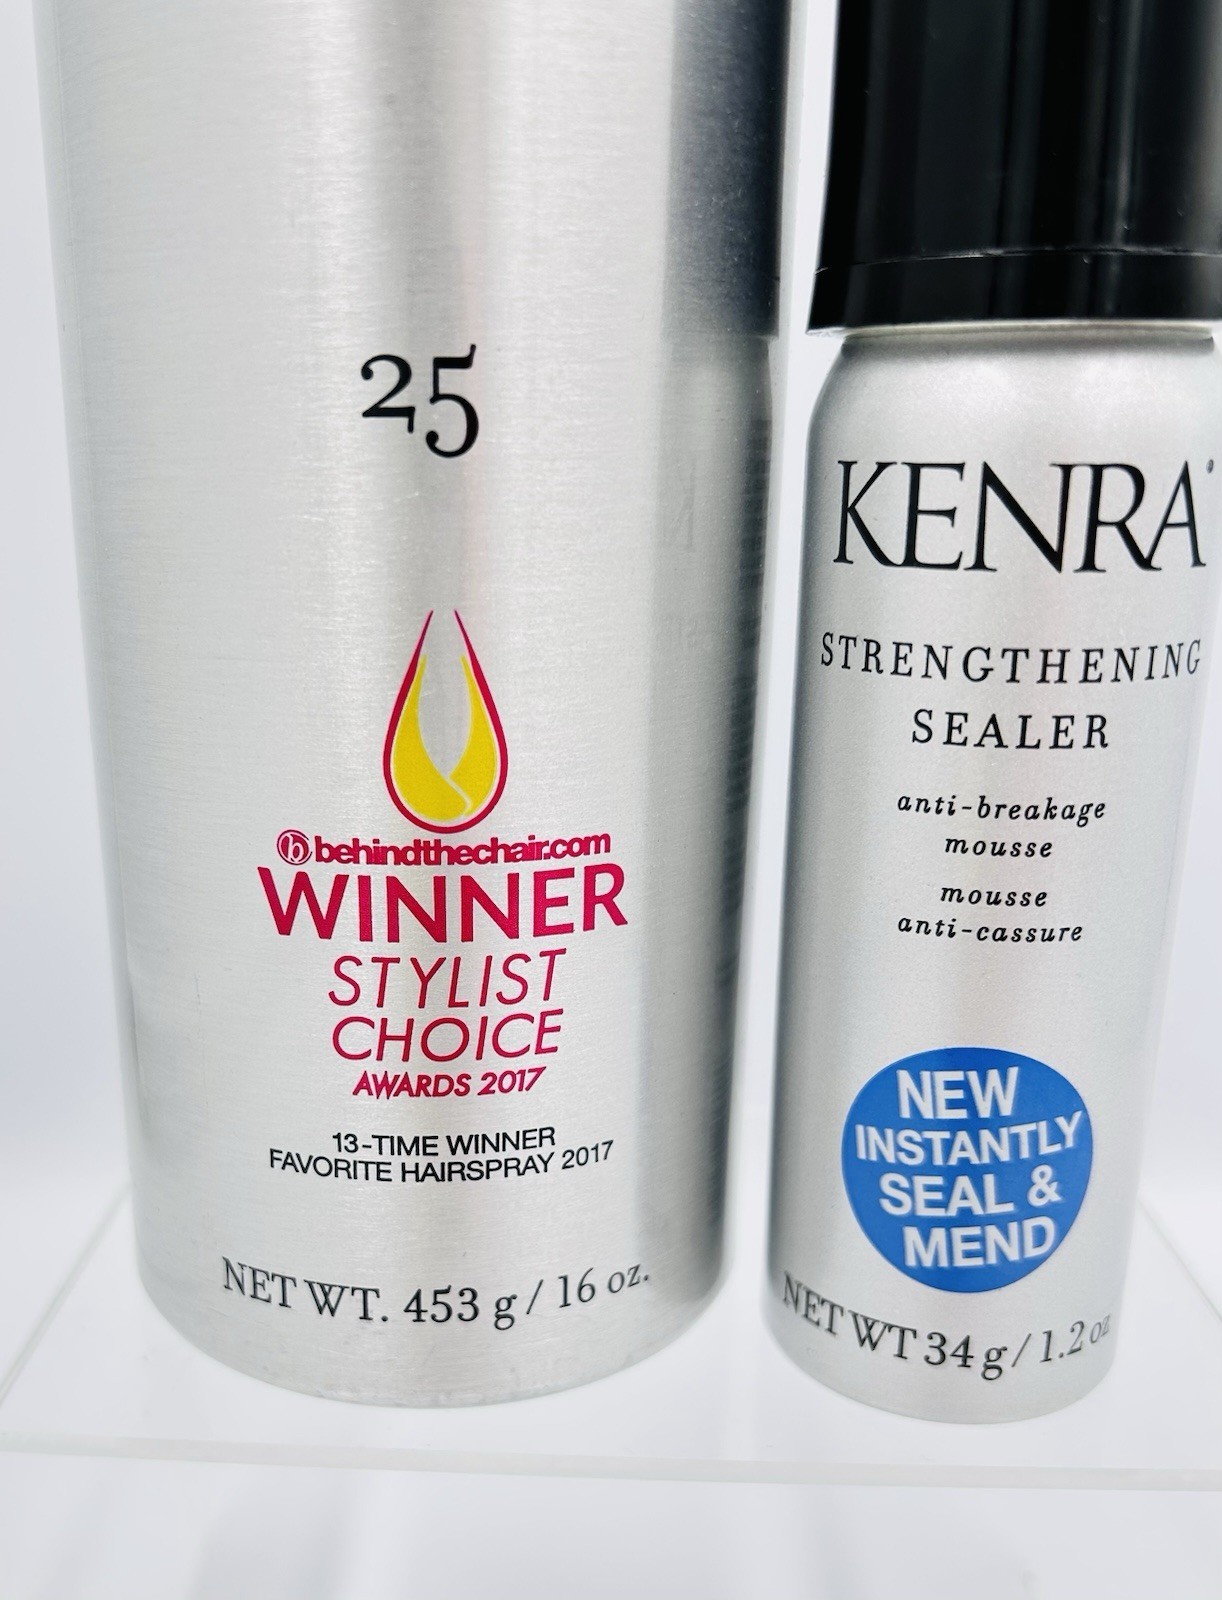 25
behindthechair.com
WINNER
STYLIST
CHOICE
AWARDS 2017
13-TIME WINNER
FAVORITE HAIRSPRAY 2017
NET WT. 453 g / 16 oz.
KENRA
STRENGTHENING
SEALER
anti-breakage
mousse
mousse
anti-cassure
NEW
INSTANTLY
SEAL &
MEND
NET WT 34 g / 1.2 oz